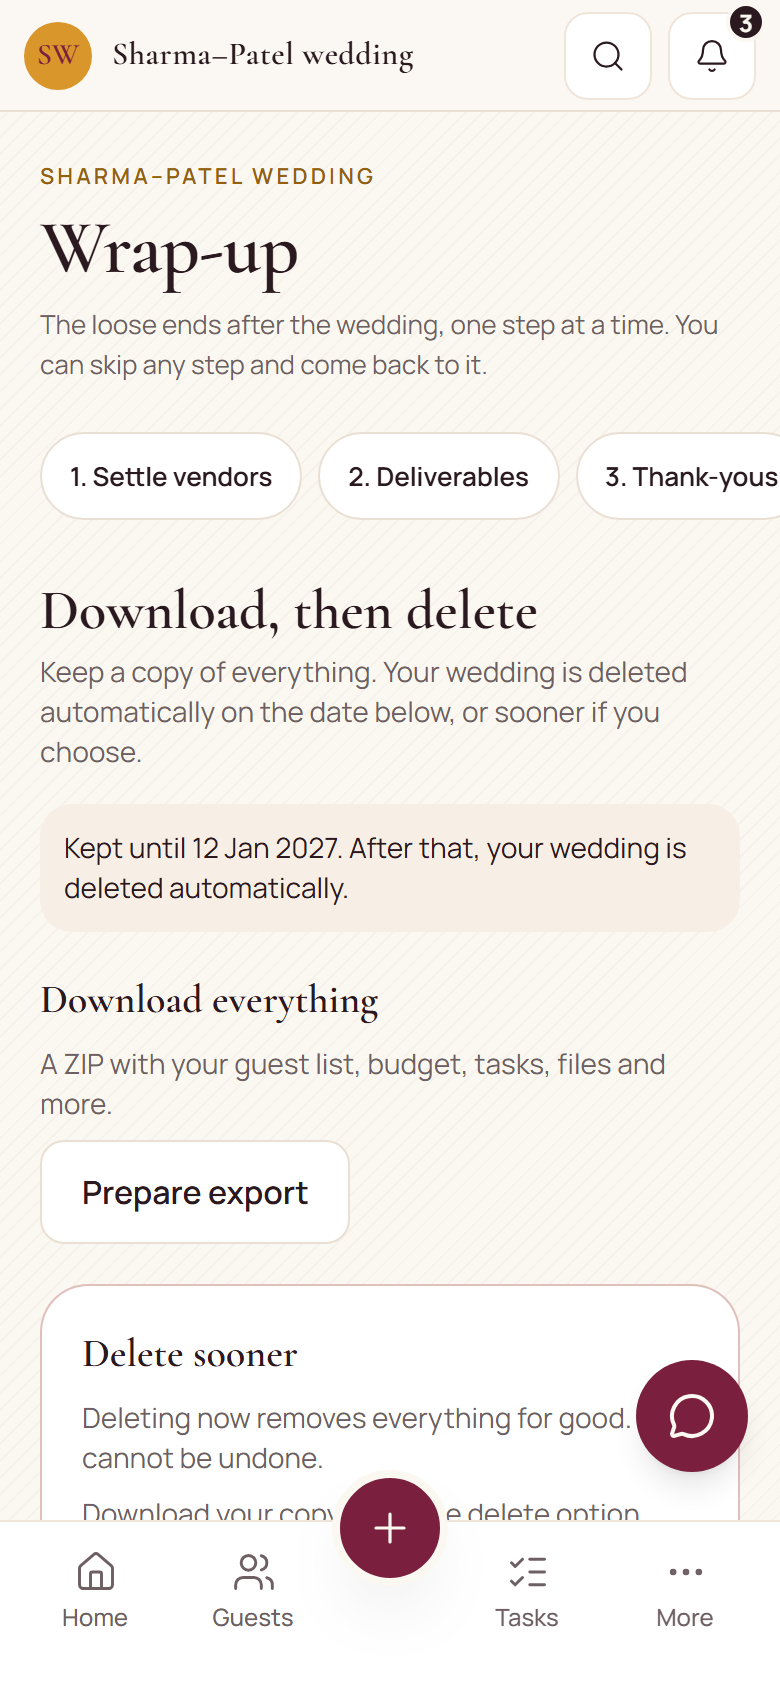 SW
Sharma–Patel wedding
3
SHARMA–PATEL WEDDING
Wrap-up
The loose ends after the wedding, one step at a time. You
can skip any step and come back to it.
1. Settle vendors
2. Deliverables
3. Thank-yous
Download, then delete
Keep a copy of everything. Your wedding is deleted
automatically on the date below, or sooner if you
choose.
Kept until 12 Jan 2027. After that, your wedding is
deleted automatically.
Download everything
A ZIP with your guest list, budget, tasks, files and
more.
Prepare export
Delete sooner
Deleting now removes everything for good.
cannot be undone.
Download your copy delete option
Home
Guests
Tasks
More